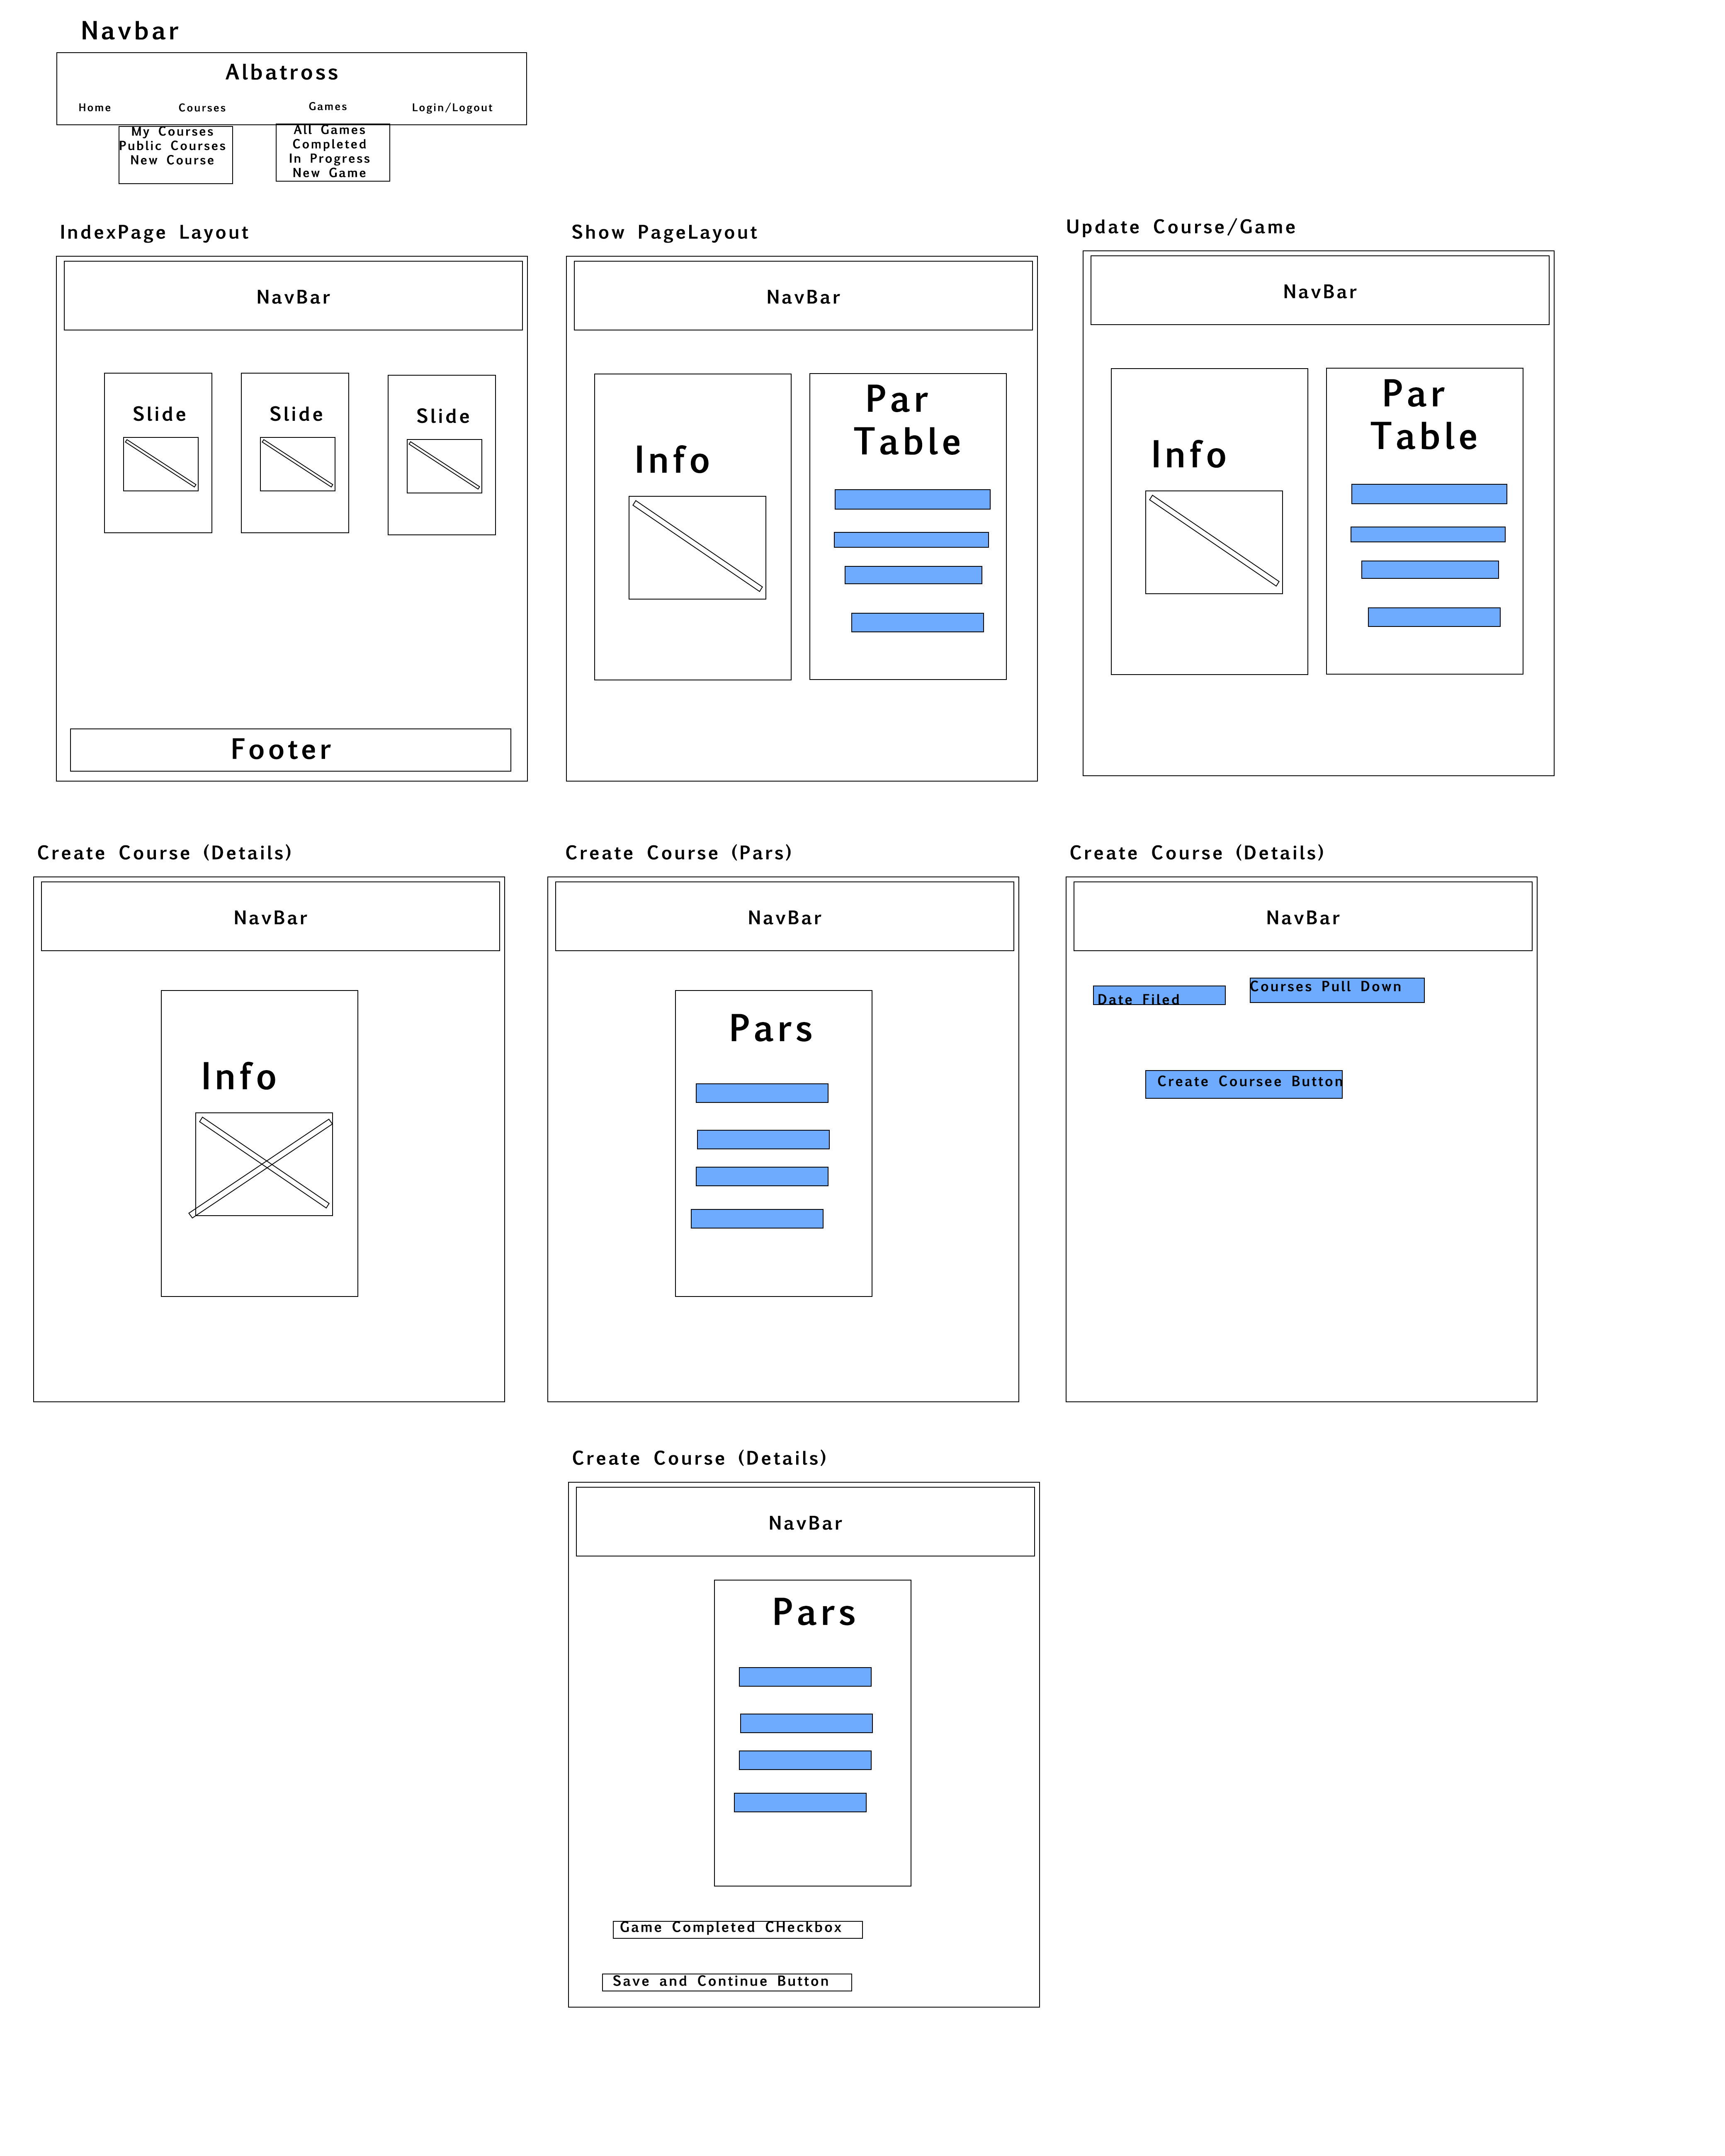 Navbar
Albatross
Home Courses Games Login/Logout
My Courses
Public Courses
New Course
All Games
Completed
In Progress
New Game
IndexPage Layout
NavBar
Slide Slide Slide
Footer
Show PageLayout
NavBar
Info
Par
Table
Update Course/Game
NavBar
Info
Par
Table
Create Course (Details)
NavBar
Info
Create Course (Pars)
NavBar
Pars
Create Course (Details)
NavBar
Date Filed
Courses Pull Down
Create Coursee Button
Create Course (Details)
NavBar
Pars
Game Completed CHeckbox
Save and Continue Button